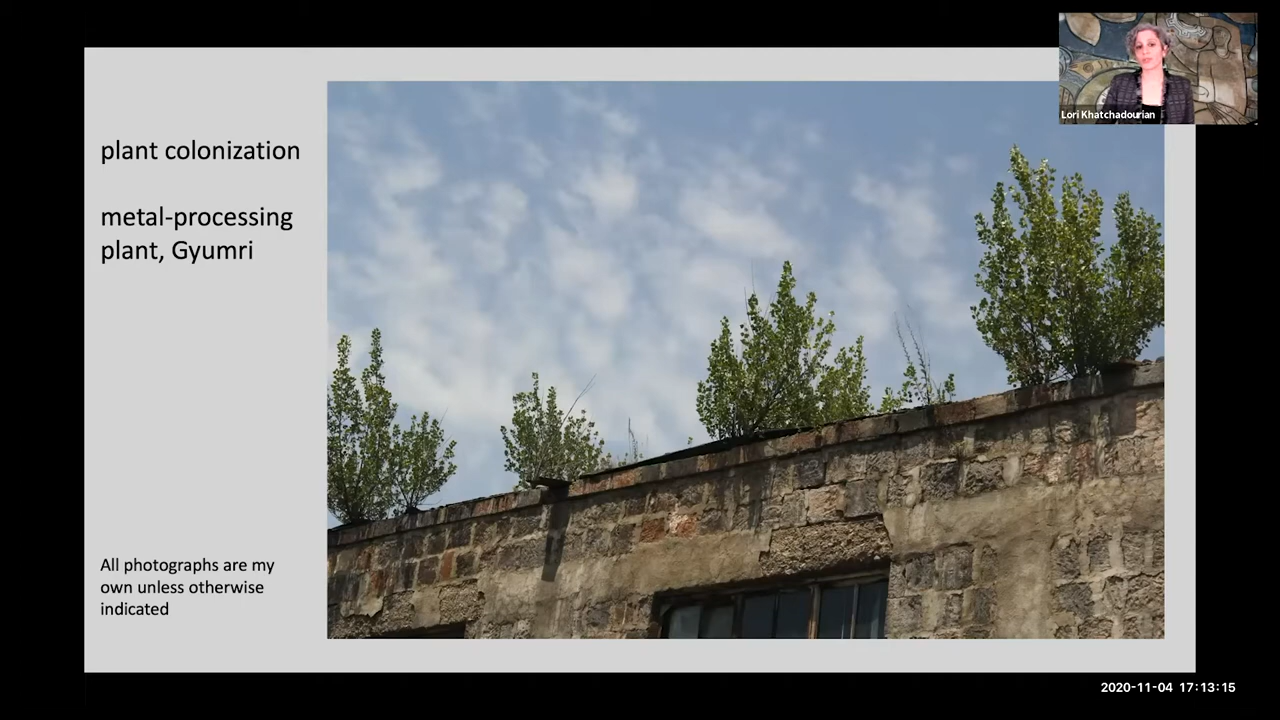 plant colonization
metal-processing
plant, Gyumri
All photographs are my
own unless otherwise
indicated
Lori Khatchadourian
2020-11-04 17:13:15